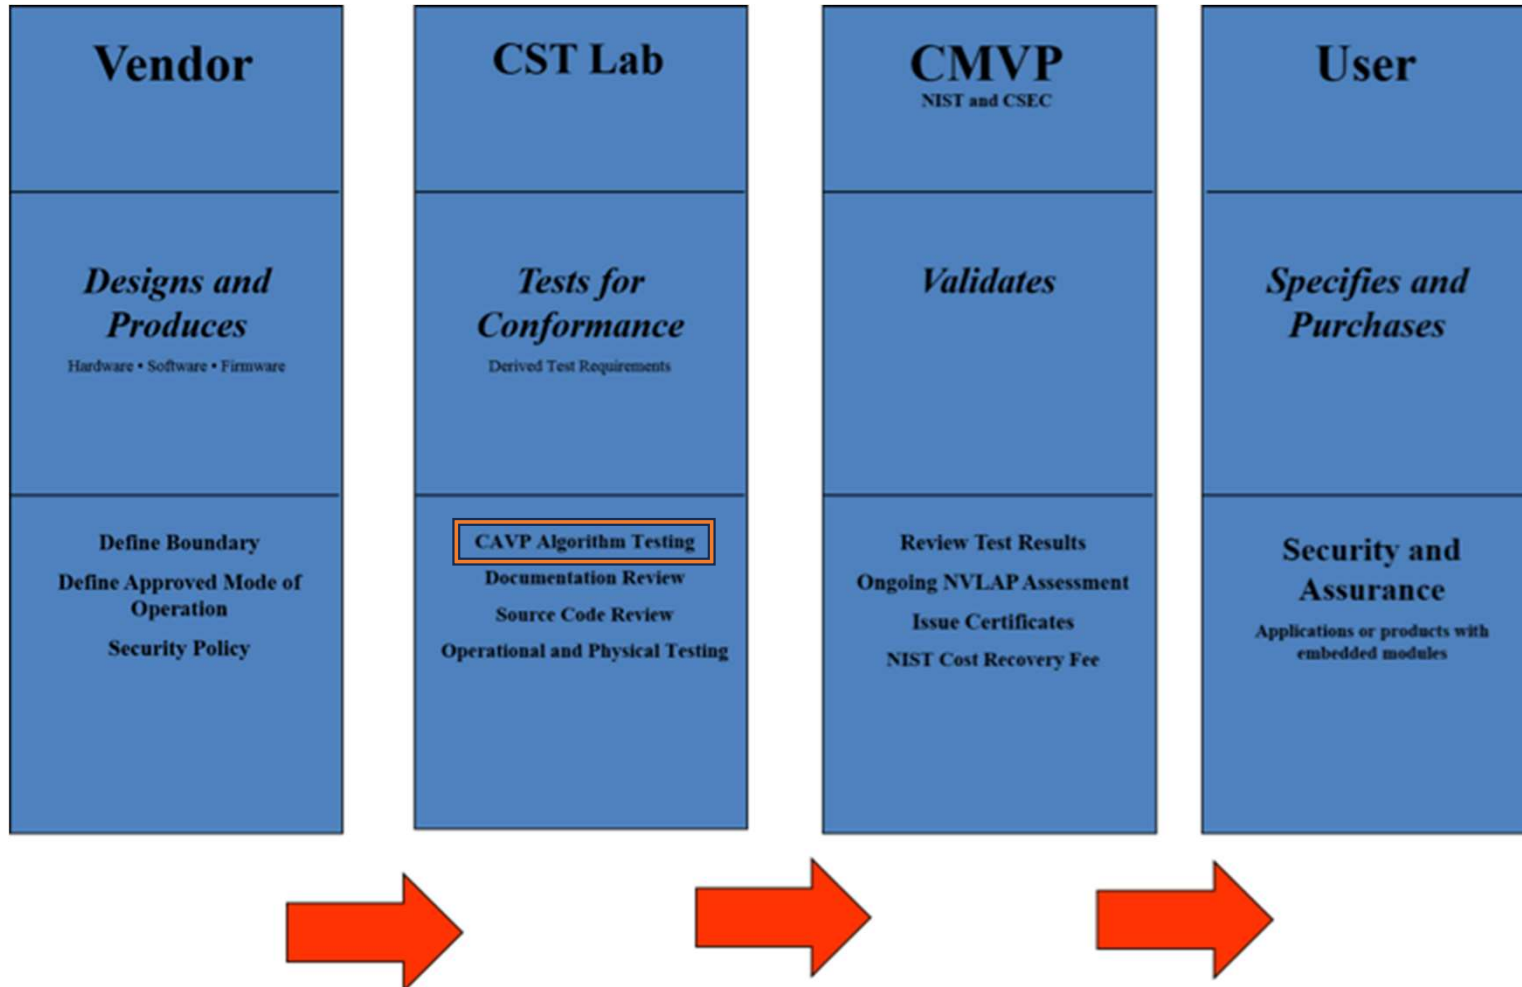 Vendor
Designs and
Produces
Hardware • Software • Firmware
Define Boundary
Define Approved Mode of
Operation
Security Policy
CST Lab
Tests for
Conformance
Derived Test Requirements
CAVP Algorithm Testing
Documentation Review
Source Code Review
Operational and Physical Testing
CMVP
NIST and CSEC
Validates
Review Test Results
Ongoing NVLAP Assessment
Issue Certificates
NIST Cost Recovery Fee
User
Specifies and
Purchases
Security and
Assurance
Applications or products with
embedded modules